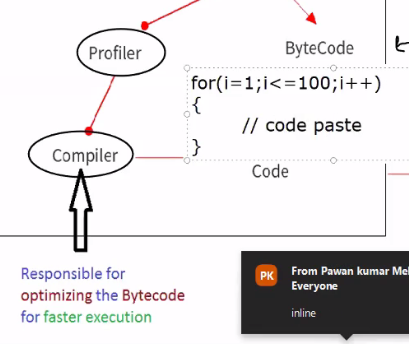 Profiler
ByteCode
for(i=1;i<=100;i++)
{
// code paste
}
Compiler
Code
Responsible for
optimizing the Bytecode
for faster execution
PK
From Pawan kumar
Everyone
inline